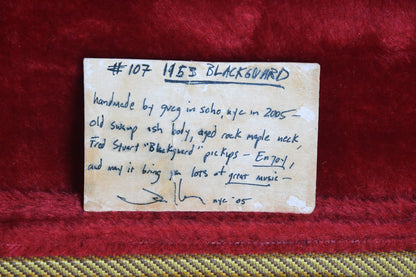 #107 1953 BLACKGUARD
handmade by greg in soho, nyc in 2005 –
old swamp ash body, aged rock maple neck,
Fred Stuart "Blackguard" pickups – Enjoy,
and may it bring you lots of great music –
nyc '05